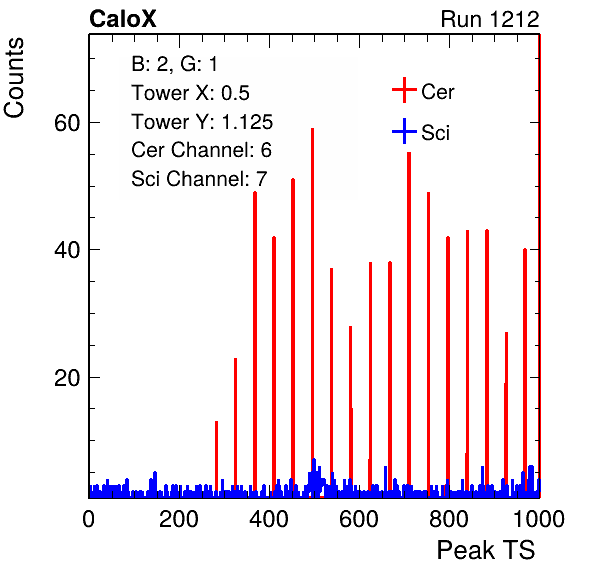 CaloX Run 1212
Counts
B: 2, G: 1
Tower X: 0.5
Tower Y: 1.125
Cer Channel: 6
Sci Channel: 7
Cer
Sci
60
40
20
0 200 400 600 800 1000
Peak TS